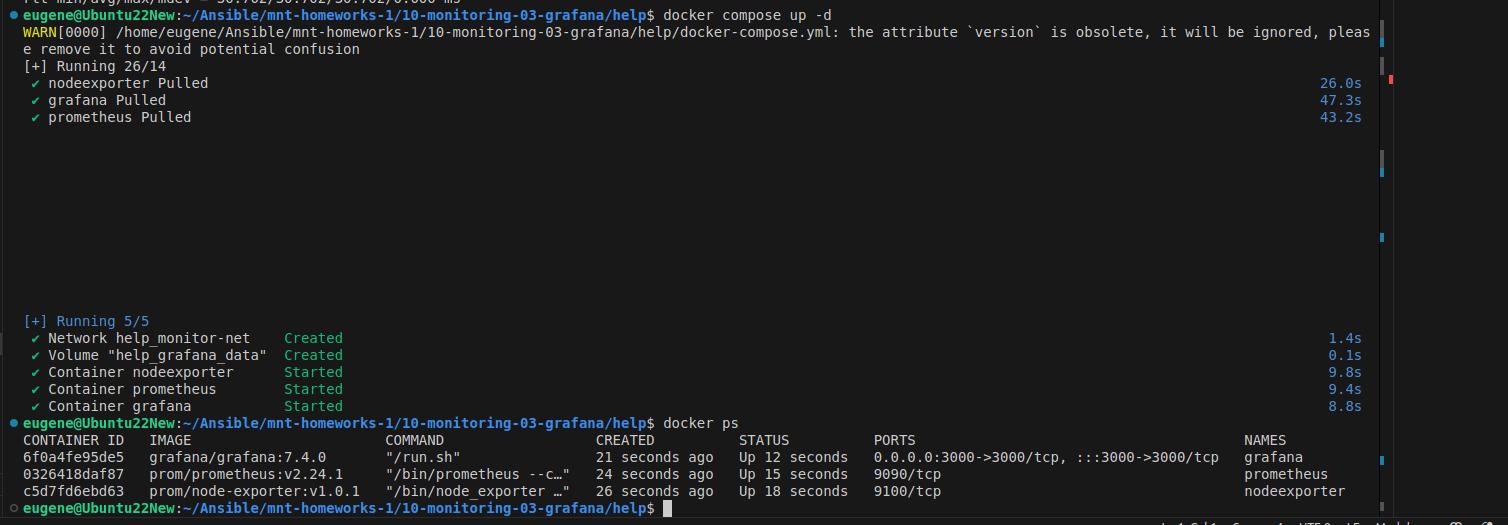 eugene@Ubuntu22New:~/Ansible/mnt-homeworks-1/10-monitoring-03-grafana/help$ docker compose up -d
WARN[0000] /home/eugene/Ansible/mnt-homeworks-1/10-monitoring-03-grafana/help/docker-compose.yml: the attribute `version` is obsolete, it will be ignored, pleas
e remove it to avoid potential confusion
[+] Running 26/14
✔ nodeexporter Pulled 26.0s
✔ grafana Pulled 47.3s
✔ prometheus Pulled 43.2s
[+] Running 5/5
✔ Network help_monitor-net Created 1.4s
✔ Volume "help_grafana_data" Created 0.1s
✔ Container nodeexporter Started 9.8s
✔ Container prometheus Started 9.4s
✔ Container grafana Started 8.8s
eugene@Ubuntu22New:~/Ansible/mnt-homeworks-1/10-monitoring-03-grafana/help$ docker ps
CONTAINER ID IMAGE COMMAND CREATED STATUS PORTS NAMES
6f0a4fe95de5 grafana/grafana:7.4.0 "/run.sh" 21 seconds ago Up 12 seconds 0.0.0.0:3000->3000/tcp, :::3000->3000/tcp grafana
0326418daf87 prom/prometheus:v2.24.1 "/bin/prometheus --c…" 24 seconds ago Up 15 seconds 9090/tcp prometheus
c5d7fd6ebd63 prom/node-exporter:v1.0.1 "/bin/node_exporter …" 26 seconds ago Up 18 seconds 9100/tcp nodeexporter
eugene@Ubuntu22New:~/Ansible/mnt-homeworks-1/10-monitoring-03-grafana/help$